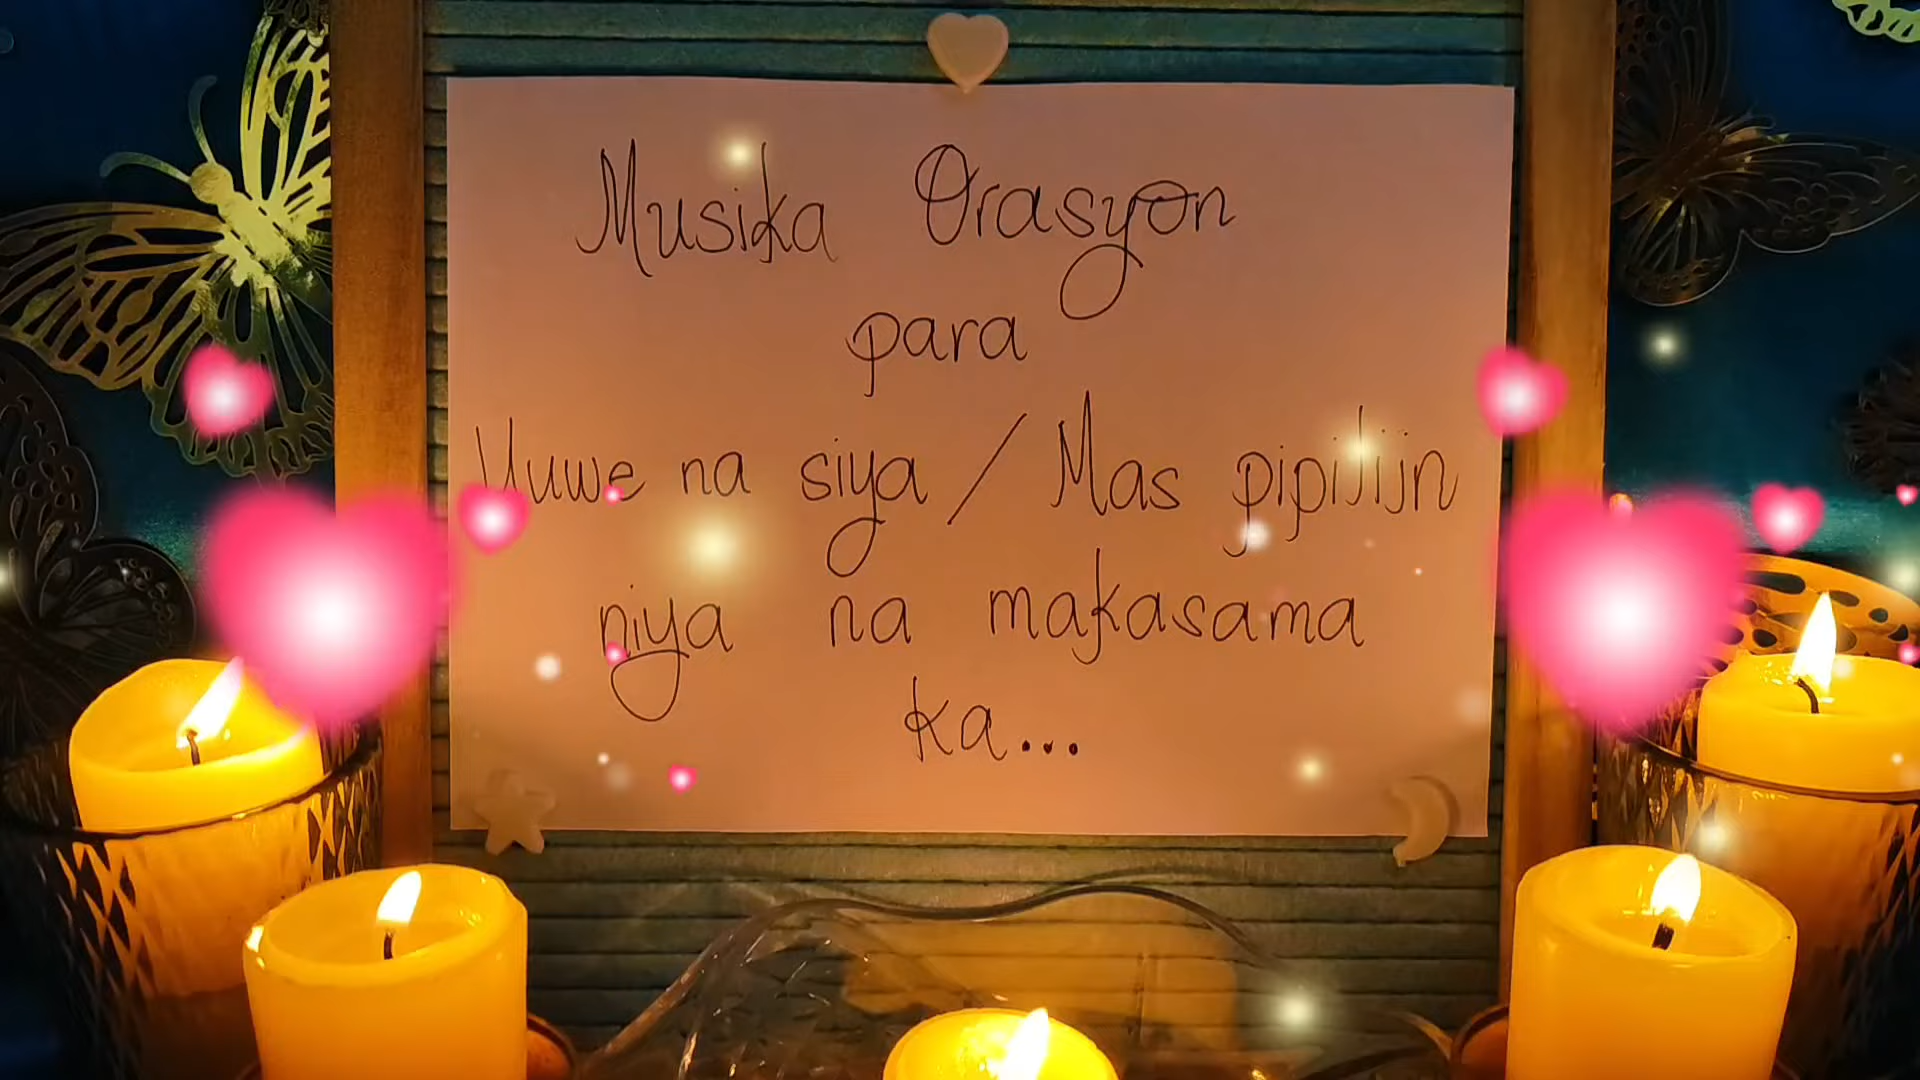 Musika Orasyon
para
Uuwe na siya / Mas pipiliin
niya na makasama
ka...